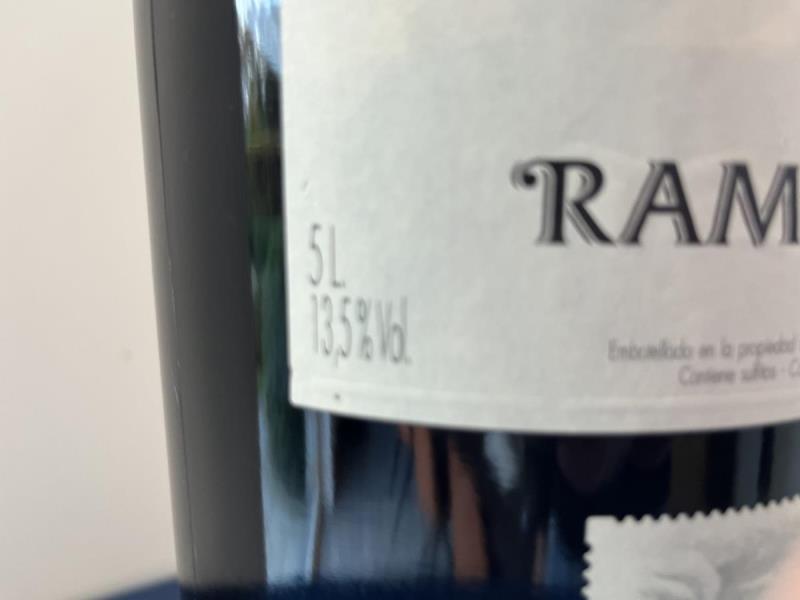 RAM
5 L
13,5% Vol.
Embotellado en la propiedad
Contiene sulfitos - C